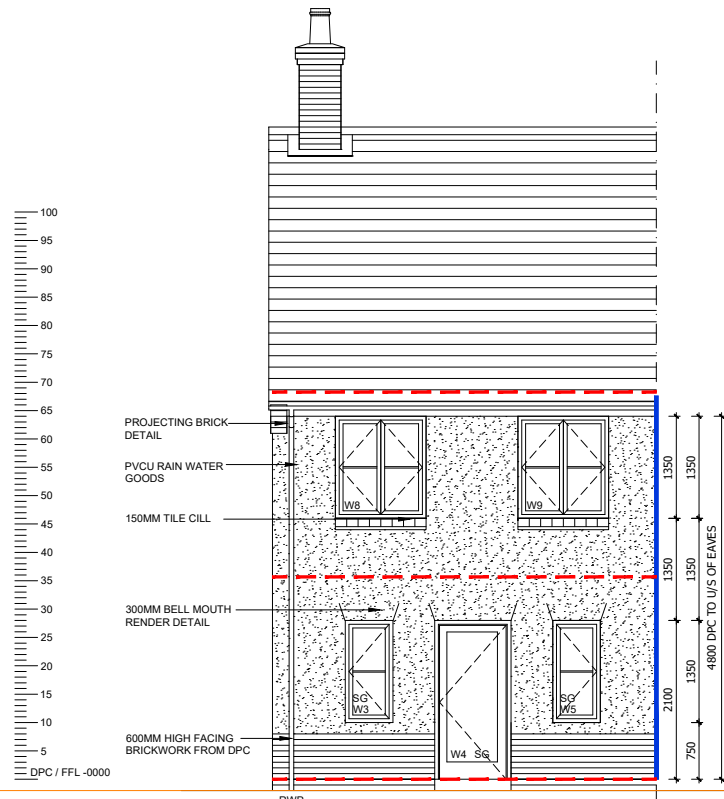 100
95
90
85
80
75
70
65
60
55
50
45
40
35
30
25
20
15
10
5
DPC / FFL -0000
PROJECTING BRICK
DETAIL
PVCU RAIN WATER
GOODS
150MM TILE CILL
300MM BELL MOUTH
RENDER DETAIL
600MM HIGH FACING
BRICKWORK FROM DPC
W8
W9
SG
W3
W4 SG
SG
W5
1350
1350
2100
1350
1350
1350
750
4800 DPC TO U/S OF EAVES
RWP